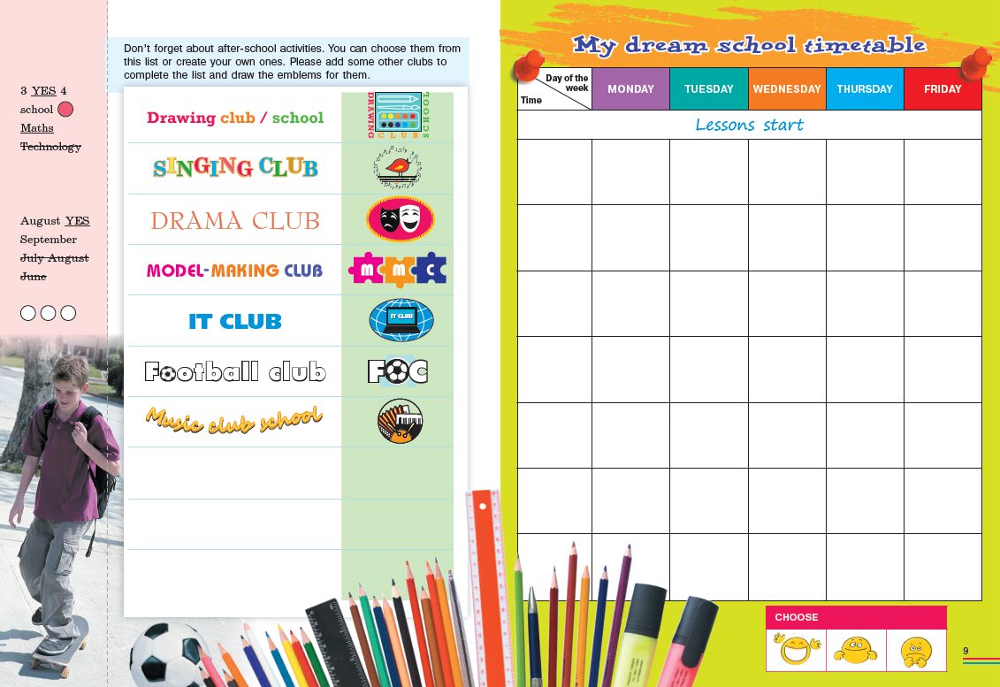 3 YES 4
school
Maths
Technology
August YES
September
July August
June
Don't forget about after-school activities. You can choose them from
this list or create your own ones. Please add some other clubs to
complete the list and draw the emblems for them.
Drawing club / school
DRAWING
CLUB
SCHOOL
SINGING CLUB
DRAMA CLUB
MODEL-MAKING CLUB
m m c
IT CLUB
IT CLUB
Football club
FOC
Music club school
My dream school timetable
Day of the
week
Time
MONDAY
TUESDAY
WEDNESDAY
THURSDAY
FRIDAY
Lessons start
CHOOSE
9